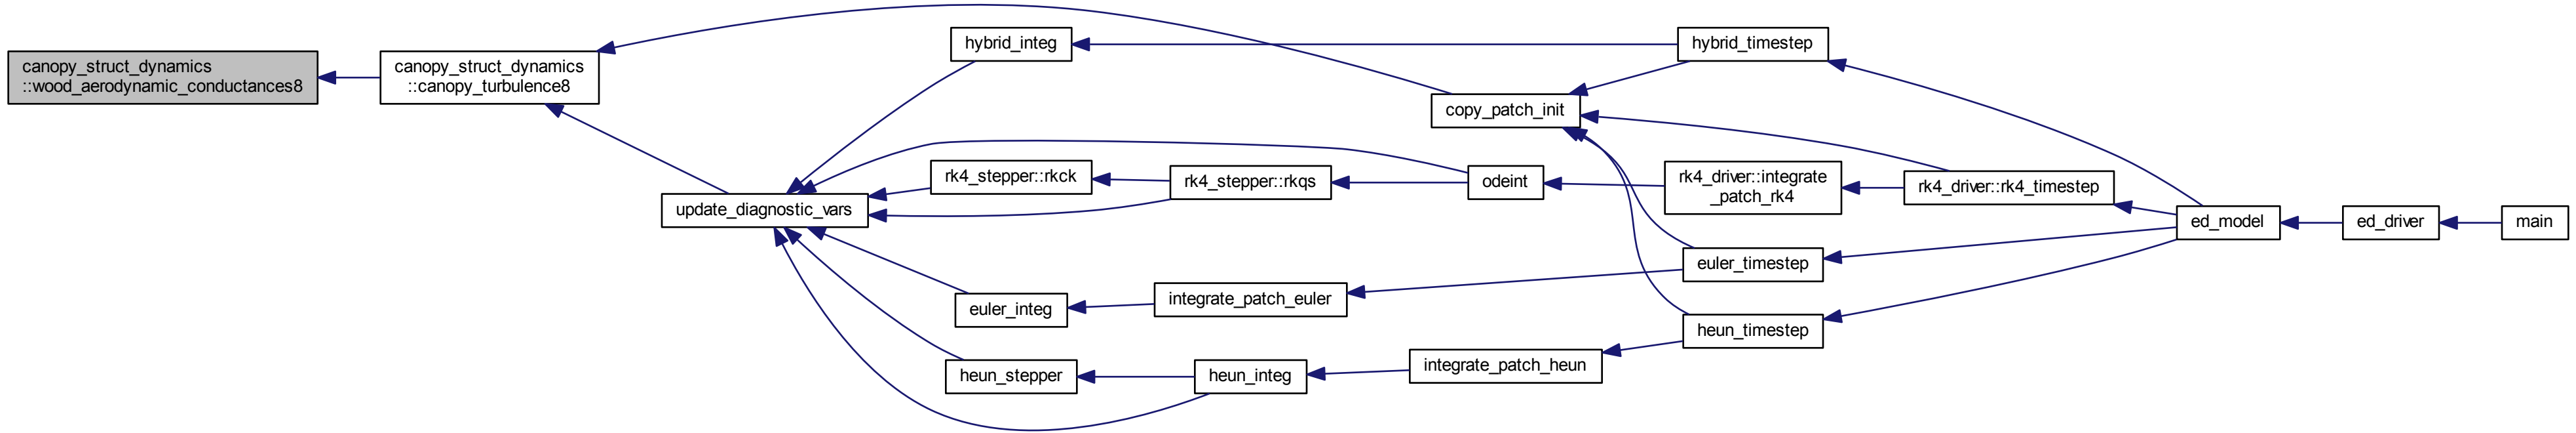 canopy_struct_dynamics
::wood_aerodynamic_conductances8
canopy_struct_dynamics
::canopy_turbulence8
update_diagnostic_vars
hybrid_integ
rk4_stepper::rkck
euler_integ
heun_stepper
rk4_stepper::rkqs
integrate_patch_euler
heun_integ
copy_patch_init
odeint
integrate_patch_heun
hybrid_timestep
rk4_driver::integrate
_patch_rk4
euler_timestep
heun_timestep
rk4_driver::rk4_timestep
ed_model
ed_driver
main